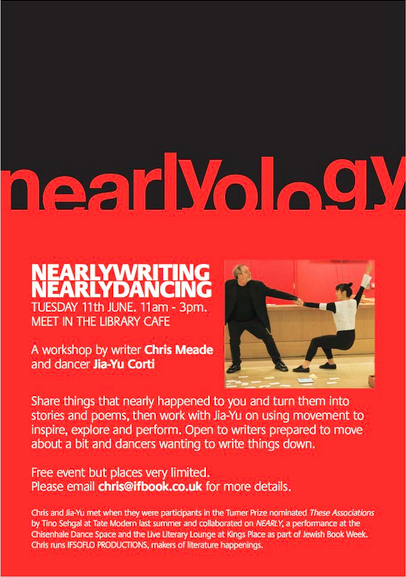 nearlyology
NEARLYWRITING
NEARLYDANCING
TUESDAY 11th JUNE. 11am - 3pm.
MEET IN THE LIBRARY CAFE
A workshop by writer Chris Meade
and dancer Jia-Yu Corti
Share things that nearly happened to you and turn them into
stories and poems, then work with Jia-Yu on using movement to
inspire, explore and perform. Open to writers prepared to move
about a bit and dancers wanting to write things down.
Free event but places very limited.
Please email chris@ifbook.co.uk for more details.
Chris and Jia-Yu met when they were participants in the Turner Prize nominated These Associations
by Tino Sehgal at Tate Modern last summer and collaborated on NEARLY, a performance at the
Chisenhale Dance Space and the Live Literary Lounge at Kings Place as part of Jewish Book Week.
Chris runs IFSOFLO PRODUCTIONS, makers of literature happenings.